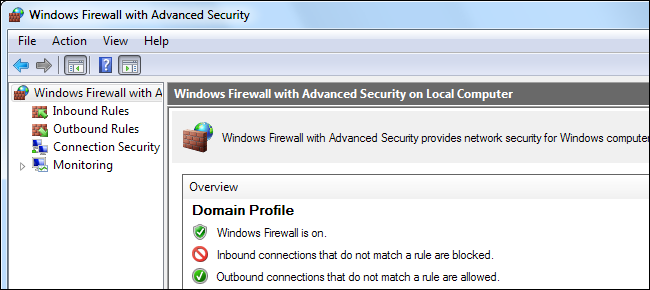 Windows Firewall with Advanced Security
File Action View Help
Windows Firewall with A
Inbound Rules
Outbound Rules
Connection Security
Monitoring
Windows Firewall with Advanced Security on Local Computer
Windows Firewall with Advanced Security provides network security for Windows computer
Overview
Domain Profile
Windows Firewall is on.
Inbound connections that do not match a rule are blocked.
Outbound connections that do not match a rule are allowed.